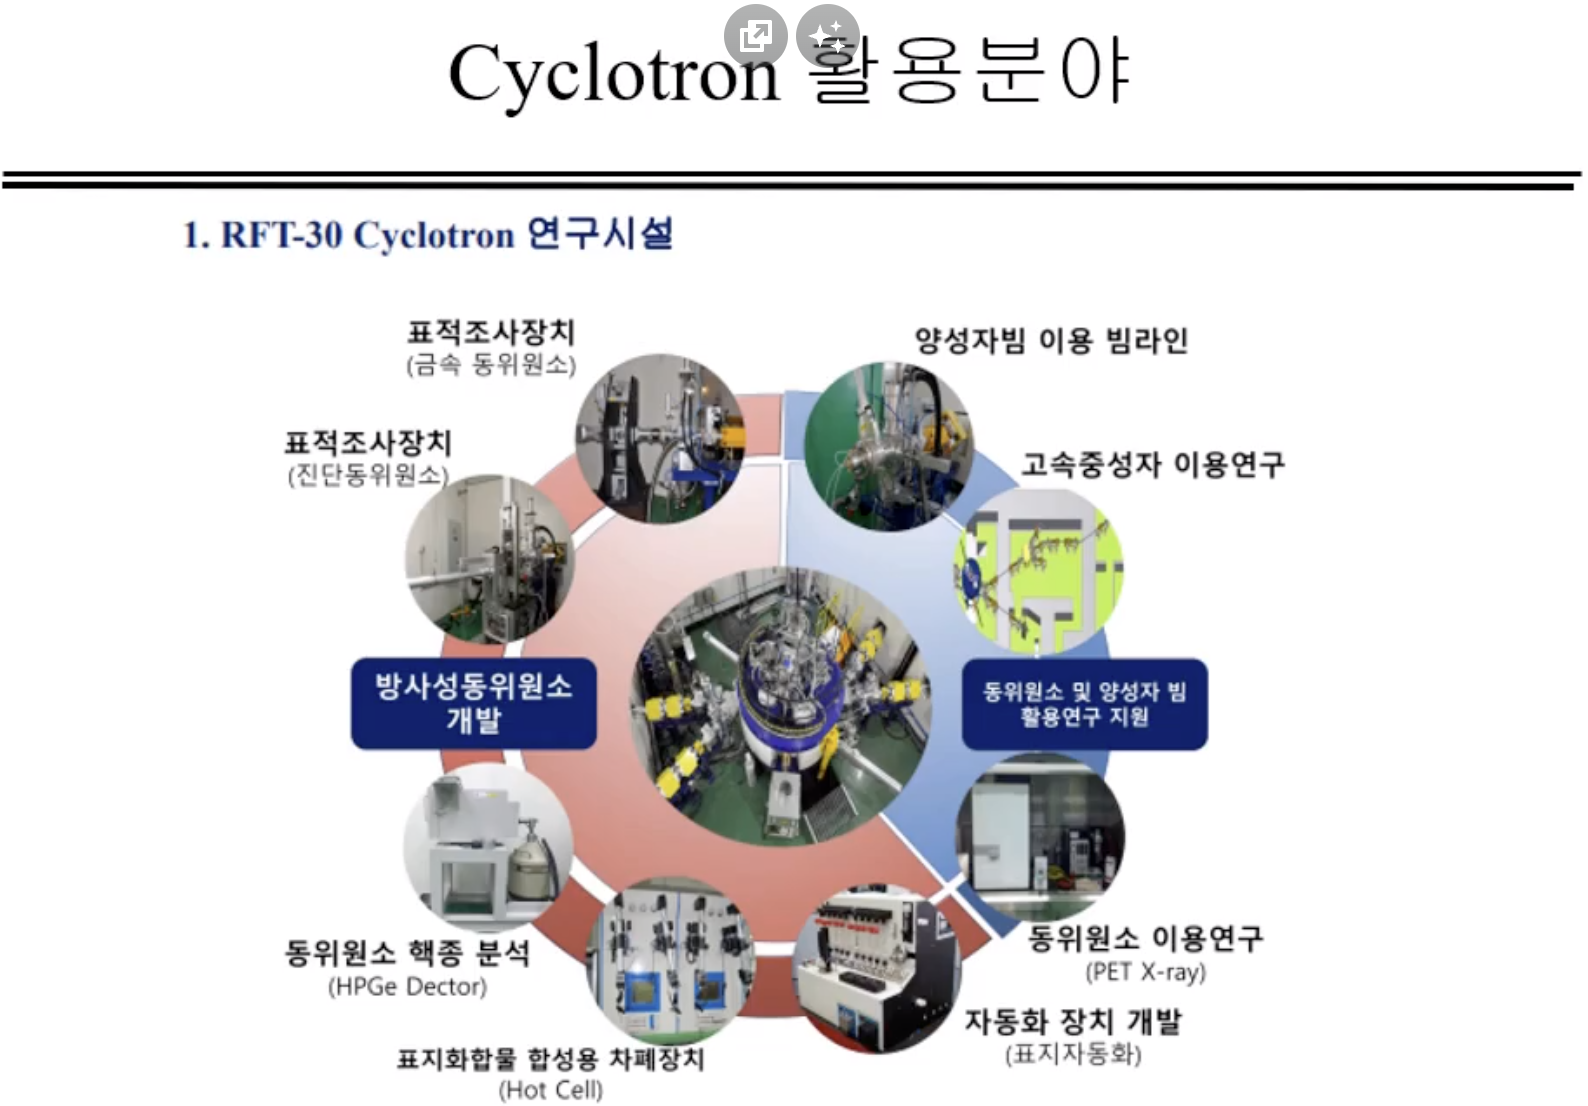 Cyclotron 활용분야
1. RFT-30 Cyclotron 연구시설
표적조사장치
(금속 동위원소)
양성자빔 이용 빔라인
표적조사장치
(진단동위원소)
고속중성자 이용연구
방사성동위원소
개발
동위원소 및 양성자 빔
활용연구 지원
동위원소 핵종 분석
(HPGe Dector)
동위원소 이용연구
(PET X-ray)
자동화 장치 개발
(표지자동화)
표지화합물 합성용 차폐장치
(Hot Cell)